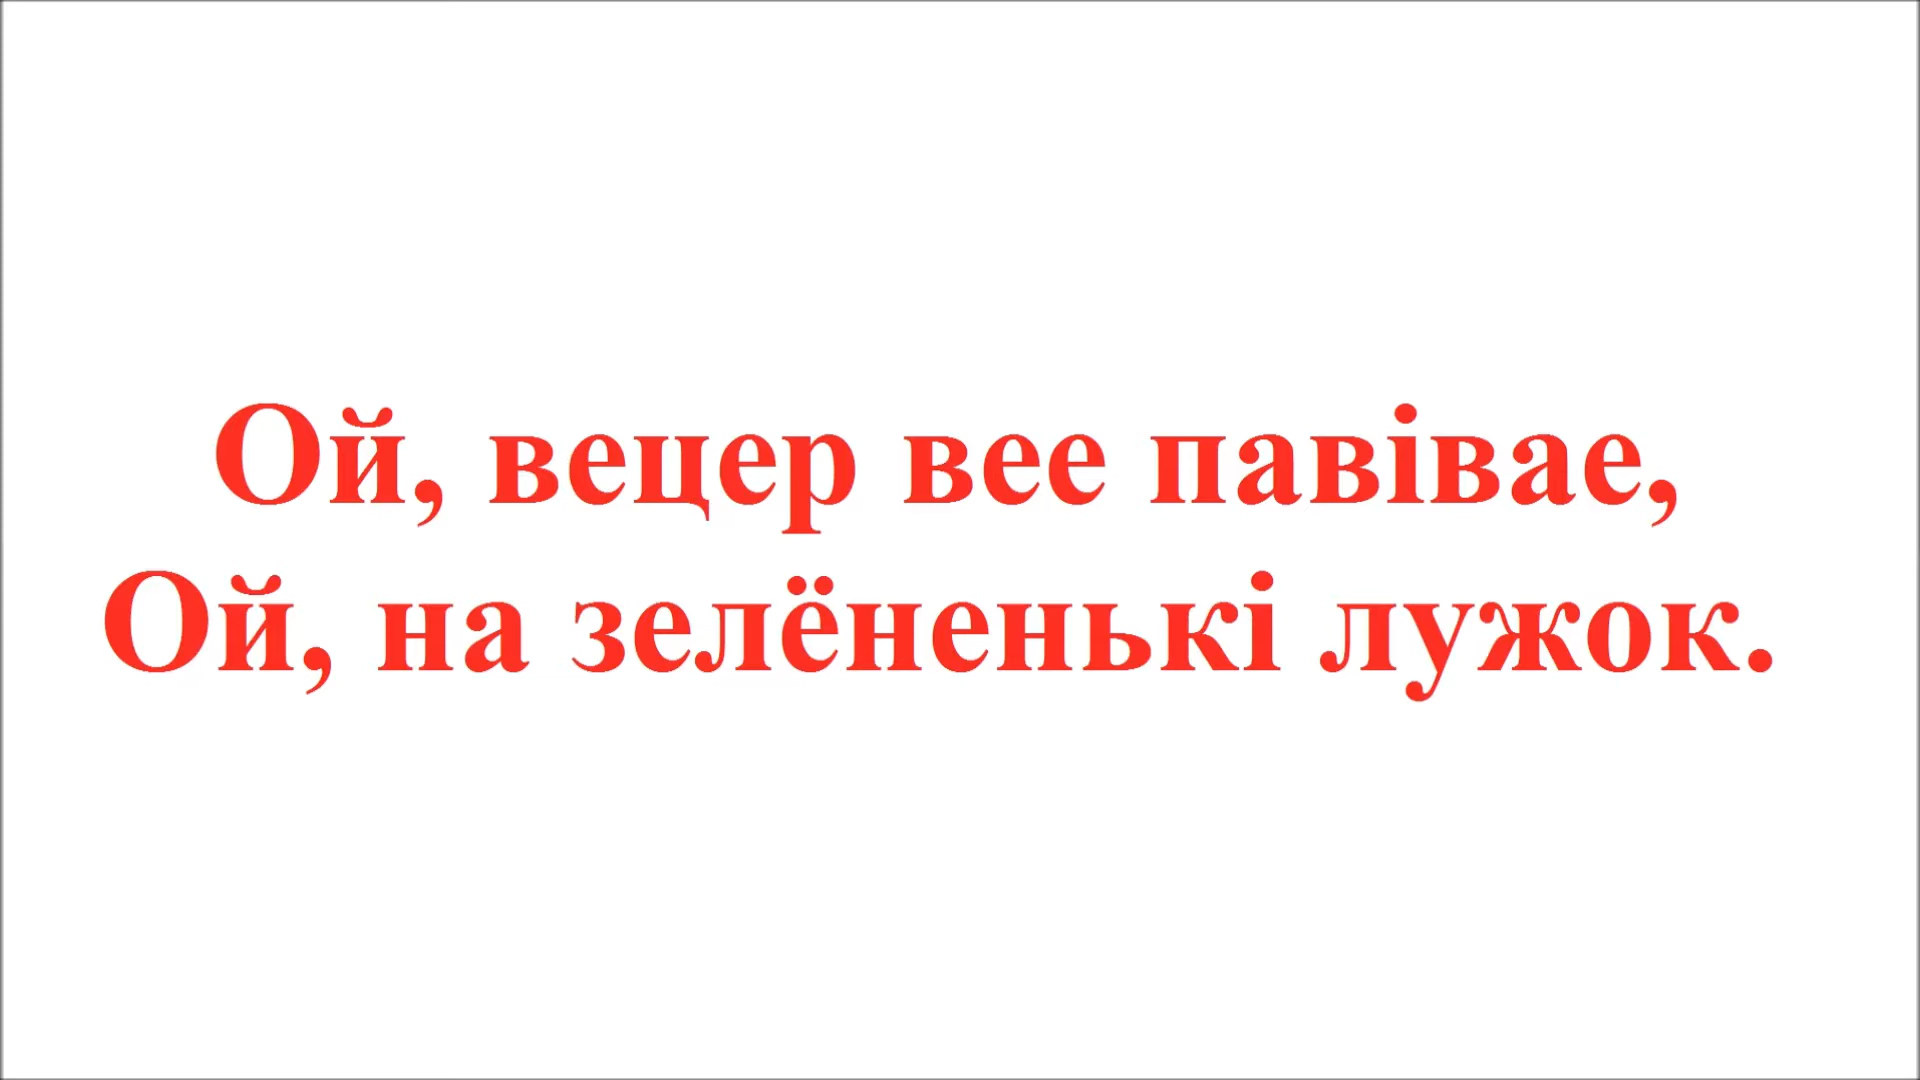 Ой, вецер вее павівае,
Ой, на зелёненькі лужок.